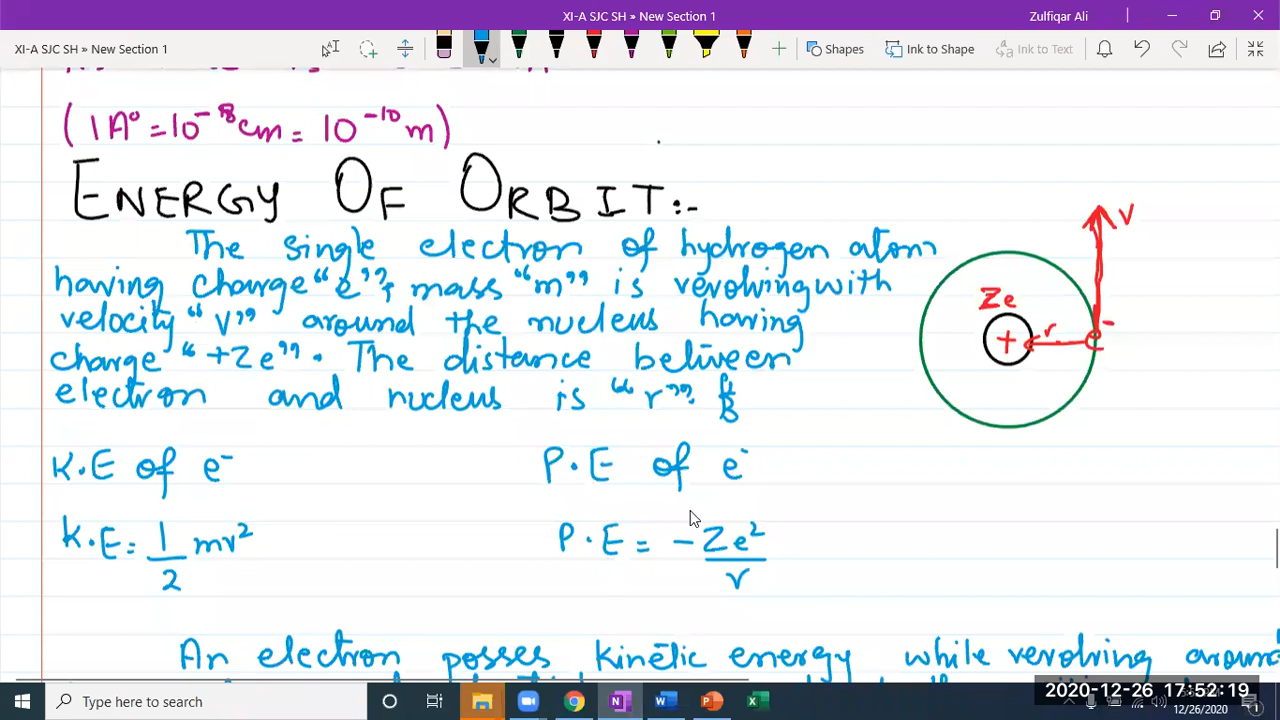 XI-A SJC SH » New Section 1
Zulfiqar Ali
XI-A SJC SH » New Section 1
Shapes
Ink to Shape
Ink to Text
(1A° = 10⁻⁸ cm = 10⁻¹⁰ m)
ENERGY OF ORBIT:-
The single electron of hydrogen atom
having charge "e", mass "m" is revolving with
velocity "v" around the nucleus having
charge "+Ze". The distance between
electron and nucleus is "r".
K.E of e⁻
P.E of e⁻
K.E = 1/2 mv²
P.E = - Ze²/r
V
Ze
+
r
e⁻
An electron posses kinetic energy while revolving around
Type here to search
2020-12-26 17:52:19
12/26/2020